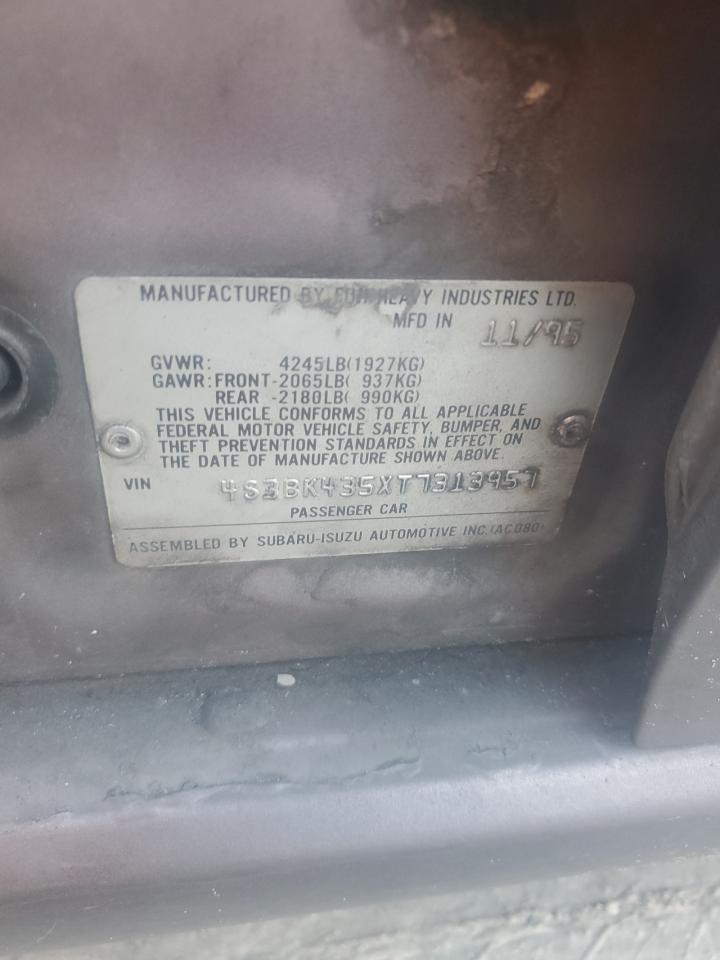 MANUFACTURED BY FUJI HEAVY INDUSTRIES LTD.
MFD IN 11/95
GVWR: 4245LB(1927KG)
GAWR:FRONT-2065LB( 937KG)
REAR -2180LB( 990KG)
THIS VEHICLE CONFORMS TO ALL APPLICABLE
FEDERAL MOTOR VEHICLE SAFETY, BUMPER, AND
THEFT PREVENTION STANDARDS IN EFFECT ON
THE DATE OF MANUFACTURE SHOWN ABOVE.
VIN 4S3BK435XT7313957
PASSENGER CAR
ASSEMBLED BY SUBARU-ISUZU AUTOMOTIVE INC.(AC080)